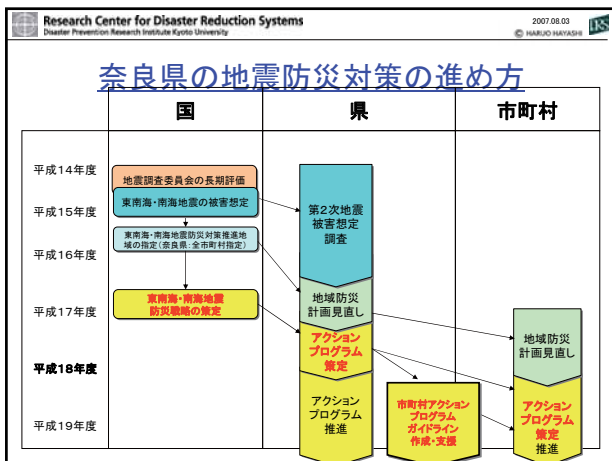 Research Center for Disaster Reduction Systems
Disaster Prevention Research Institute Kyoto University
2007.08.03
© HARUO HAYASHI
DRS
奈良県の地震防災対策の進め方
国
県
市町村
平成14年度
平成15年度
平成16年度
平成17年度
平成18年度
平成19年度
地震調査委員会の長期評価
東南海・南海地震の被害想定
東南海・南海地震防災対策推進地
域の指定(奈良県:全市町村指定)
東南海・南海地震
防災戦略の策定
第2次地震
被害想定
調査
地域防災
計画見直し
アクション
プログラム
策定
アクション
プログラム
推進
市町村アクション
プログラム
ガイドライン
作成・支援
地域防災
計画見直し
アクション
プログラム
策定
推進